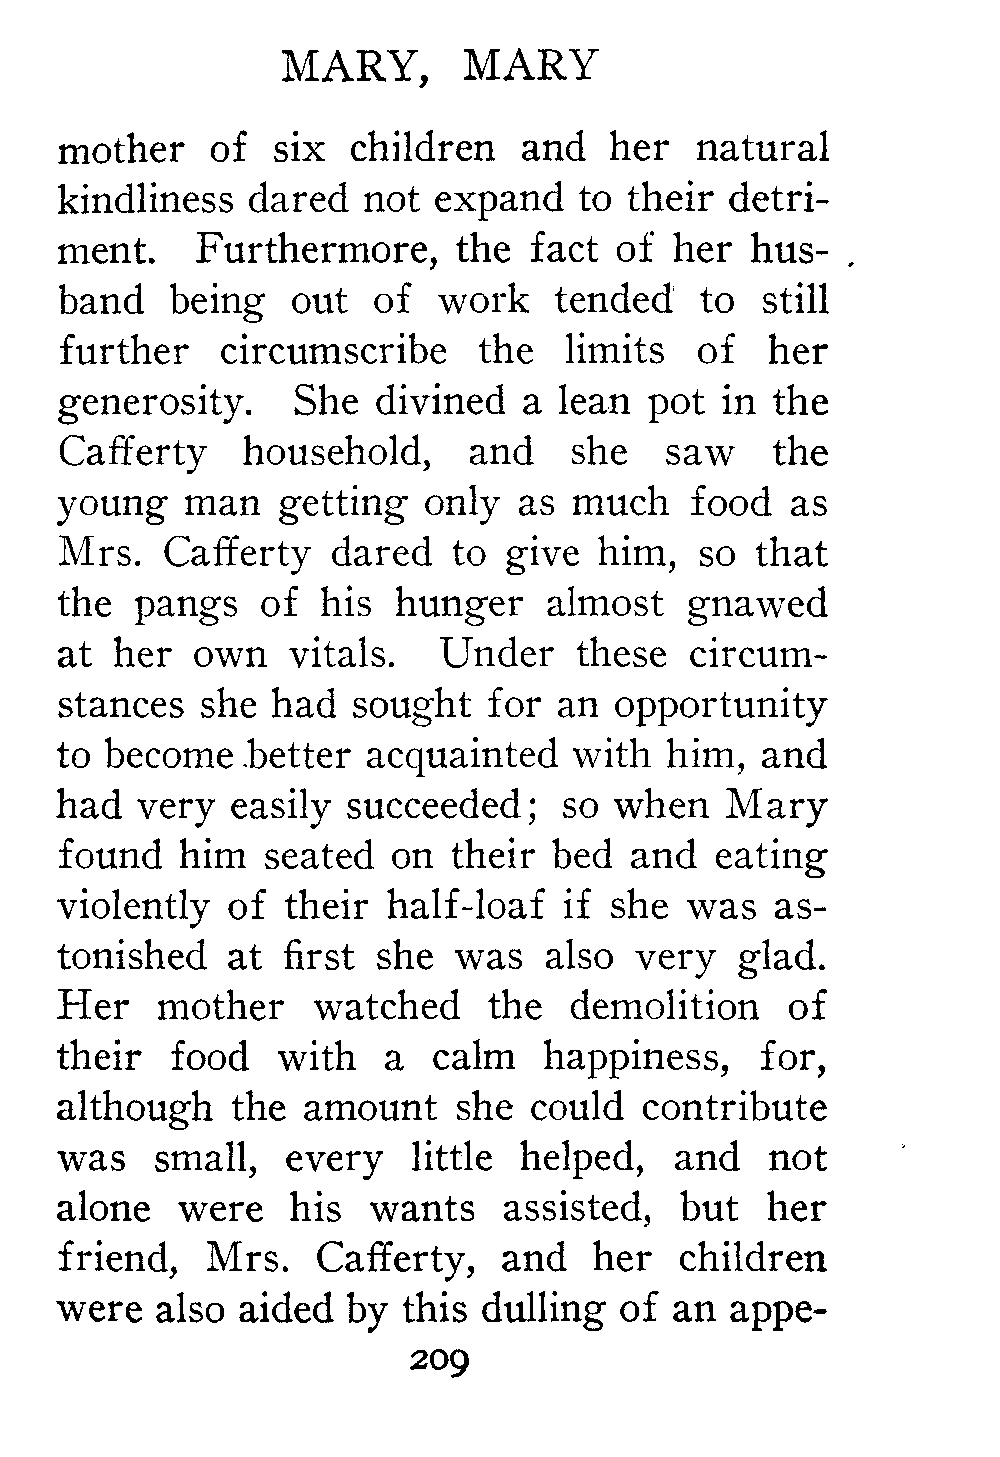 MARY, MARY
mother of six children and her natural
kindliness dared not expand to their detri-
ment. Furthermore, the fact of her hus-
band being out of work tended to still
further circumscribe the limits of her
generosity. She divined a lean pot in the
Cafferty household, and she saw the
young man getting only as much food as
Mrs. Cafferty dared to give him, so that
the pangs of his hunger almost gnawed
at her own vitals. Under these circum-
stances she had sought for an opportunity
to become better acquainted with him, and
had very easily succeeded; so when Mary
found him seated on their bed and eating
violently of their half-loaf if she was as-
tonished at first she was also very glad.
Her mother watched the demolition of
their food with a calm happiness, for,
although the amount she could contribute
was small, every little helped, and not
alone were his wants assisted, but her
friend, Mrs. Cafferty, and her children
were also aided by this dulling of an appe-
209